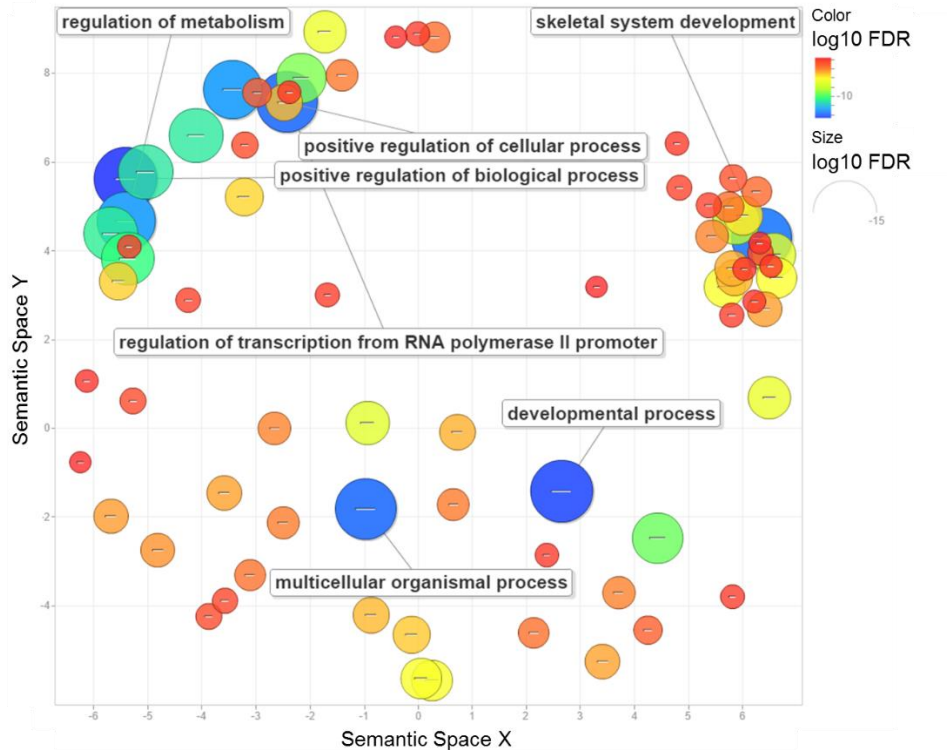 regulation of metabolism
skeletal system development
Color
log10 FDR
-10
Size
log10 FDR
-15
positive regulation of cellular process
positive regulation of biological process
regulation of transcription from RNA polymerase II promoter
developmental process
multicellular organismal process
Semantic Space Y
8
6
4
2
0
-2
-4
-6
-5
-4
-3
-2
-1
0
1
2
3
4
5
6
Semantic Space X